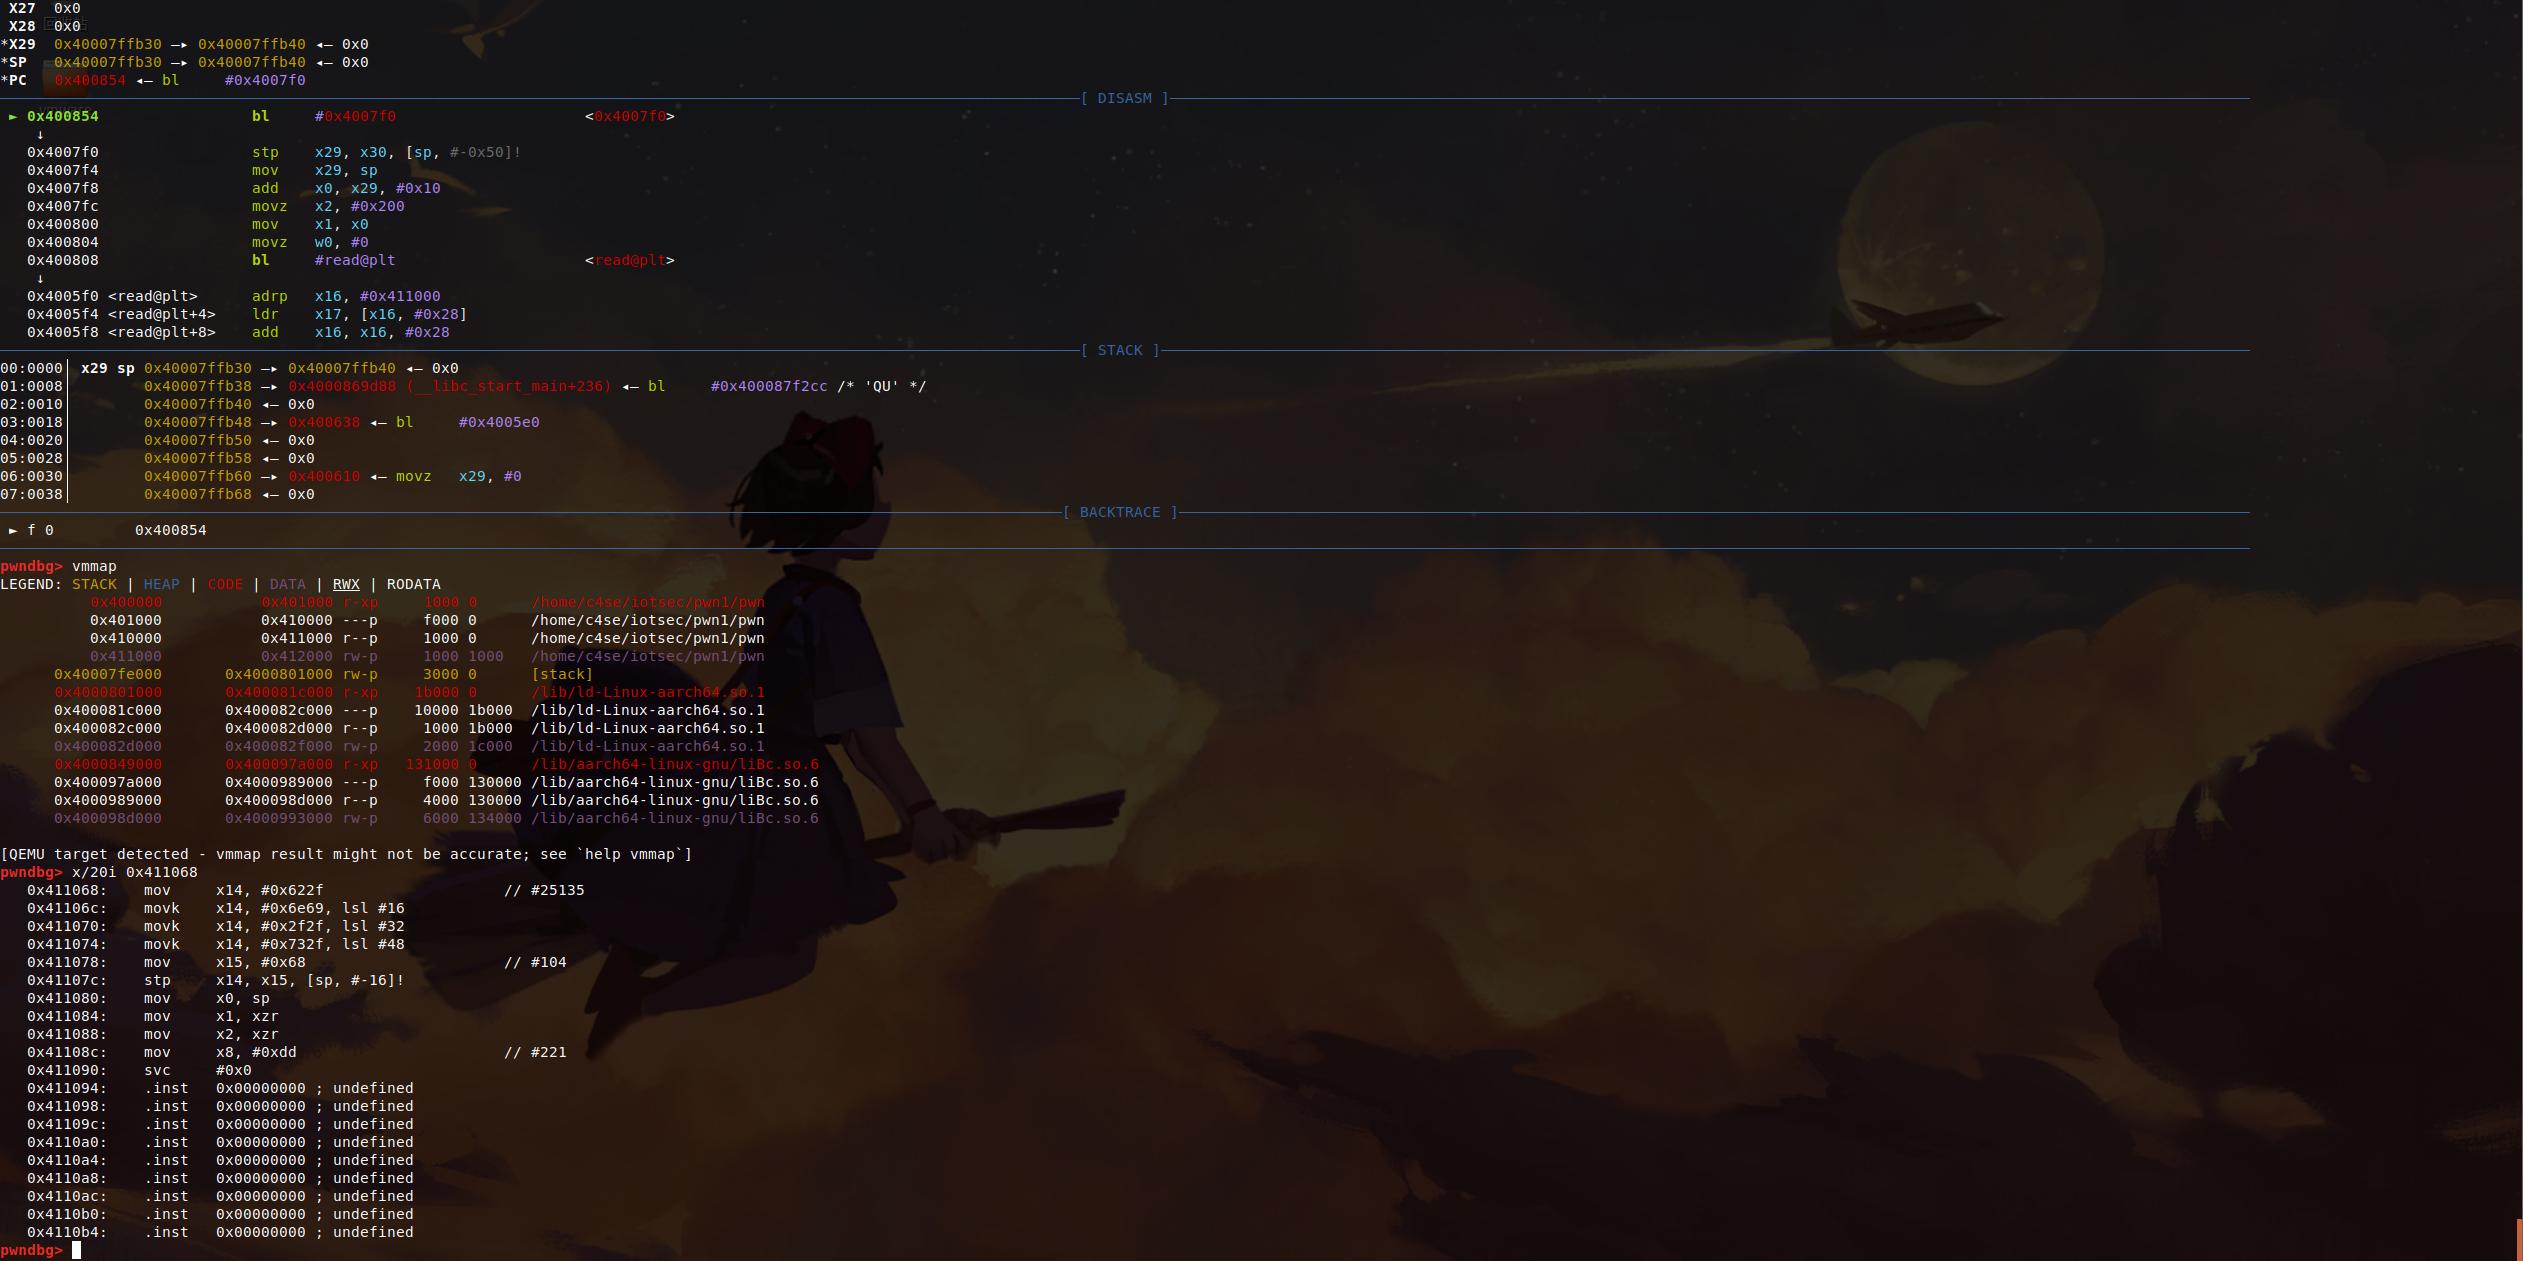 X27 0x0
X28 0x0
*X29 0x40007ffb30 —▸ 0x40007ffb40 ◂— 0x0
*SP 0x40007ffb30 —▸ 0x40007ffb40 ◂— 0x0
*PC 0x400854 ◂— bl #0x4007f0
[ DISASM ]
► 0x400854 bl #0x4007f0 <0x4007f0>
↓
0x4007f0 stp x29, x30, [sp, #-0x50]!
0x4007f4 mov x29, sp
0x4007f8 add x0, x29, #0x10
0x4007fc movz x2, #0x200
0x400800 mov x1, x0
0x400804 movz w0, #0
0x400808 bl #read@plt <read@plt>
↓
0x4005f0 <read@plt> adrp x16, #0x411000
0x4005f4 <read@plt+4> ldr x17, [x16, #0x28]
0x4005f8 <read@plt+8> add x16, x16, #0x28
[ STACK ]
00:0000│ x29 sp 0x40007ffb30 —▸ 0x40007ffb40 ◂— 0x0
01:0008│ 0x40007ffb38 —▸ 0x4000869d88 (__libc_start_main+236) ◂— bl #0x400087f2cc /* 'QU' */
02:0010│ 0x40007ffb40 ◂— 0x0
03:0018│ 0x40007ffb48 —▸ 0x400638 ◂— bl #0x4005e0
04:0020│ 0x40007ffb50 ◂— 0x0
05:0028│ 0x40007ffb58 ◂— 0x0
06:0030│ 0x40007ffb60 —▸ 0x400610 ◂— movz x29, #0
07:0038│ 0x40007ffb68 ◂— 0x0
[ BACKTRACE ]
► f 0 0x400854
pwndbg> vmmap
LEGEND: STACK | HEAP | CODE | DATA | RWX | RODATA
0x400000 0x401000 r-xp 1000 0 /home/c4se/iotsec/pwn1/pwn
0x401000 0x410000 ---p f000 0 /home/c4se/iotsec/pwn1/pwn
0x410000 0x411000 r--p 1000 0 /home/c4se/iotsec/pwn1/pwn
0x411000 0x412000 rw-p 1000 1000 /home/c4se/iotsec/pwn1/pwn
0x40007fe000 0x4000801000 rw-p 3000 0 [stack]
0x4000801000 0x400081c000 r-xp 1b000 0 /lib/ld-Linux-aarch64.so.1
0x400081c000 0x400082c000 ---p 10000 1b000 /lib/ld-Linux-aarch64.so.1
0x400082c000 0x400082d000 r--p 1000 1b000 /lib/ld-Linux-aarch64.so.1
0x400082d000 0x400082f000 rw-p 2000 1c000 /lib/ld-Linux-aarch64.so.1
0x4000849000 0x400097a000 r-xp 131000 0 /lib/aarch64-linux-gnu/liBc.so.6
0x400097a000 0x4000989000 ---p f000 130000 /lib/aarch64-linux-gnu/liBc.so.6
0x4000989000 0x400098d000 r--p 4000 130000 /lib/aarch64-linux-gnu/liBc.so.6
0x400098d000 0x4000993000 rw-p 6000 134000 /lib/aarch64-linux-gnu/liBc.so.6
[QEMU target detected - vmmap result might not be accurate; see `help vmmap`]
pwndbg> x/20i 0x411068
0x411068: mov x14, #0x622f // #25135
0x41106c: movk x14, #0x6e69, lsl #16
0x411070: movk x14, #0x2f2f, lsl #32
0x411074: movk x14, #0x732f, lsl #48
0x411078: mov x15, #0x68 // #104
0x41107c: stp x14, x15, [sp, #-16]!
0x411080: mov x0, sp
0x411084: mov x1, xzr
0x411088: mov x2, xzr
0x41108c: mov x8, #0xdd // #221
0x411090: svc #0x0
0x411094: .inst 0x00000000 ; undefined
0x411098: .inst 0x00000000 ; undefined
0x41109c: .inst 0x00000000 ; undefined
0x4110a0: .inst 0x00000000 ; undefined
0x4110a4: .inst 0x00000000 ; undefined
0x4110a8: .inst 0x00000000 ; undefined
0x4110ac: .inst 0x00000000 ; undefined
0x4110b0: .inst 0x00000000 ; undefined
0x4110b4: .inst 0x00000000 ; undefined
pwndbg>